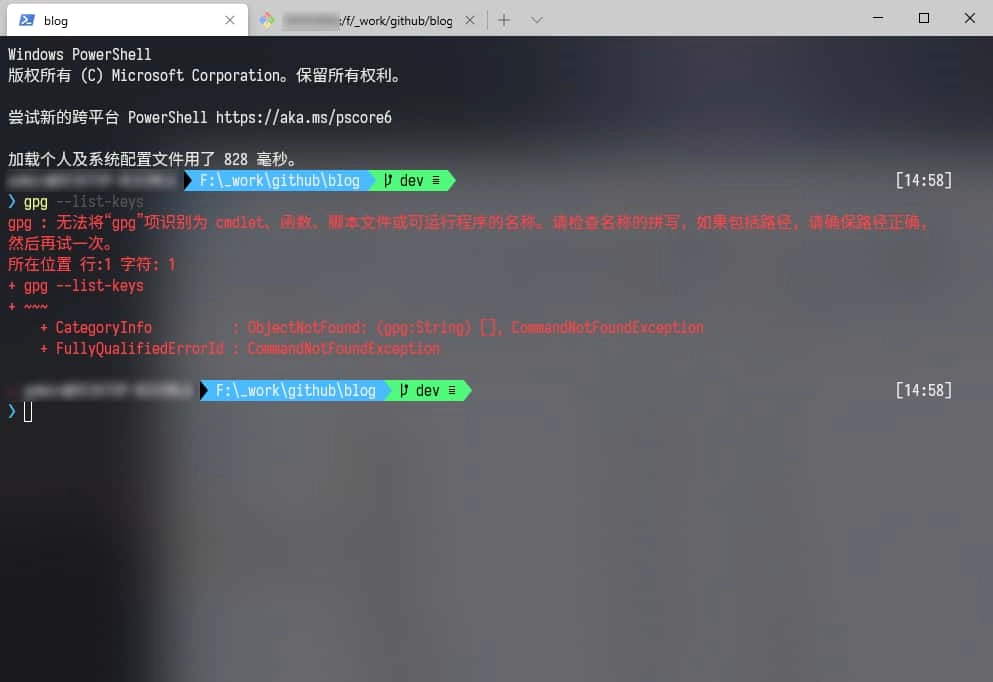 blog
:/f/_work/github/blog
Windows PowerShell
版权所有 (C) Microsoft Corporation。保留所有权利。
尝试新的跨平台 PowerShell https://aka.ms/pscore6
加载个人及系统配置文件用了 828 毫秒。
F:\_work\github\blog dev ≡ [14:58]
❯ gpg --list-keys
gpg : 无法将“gpg”项识别为 cmdlet、函数、脚本文件或可运行程序的名称。请检查名称的拼写，如果包括路径，请确保路径正确，
然后再试一次。
所在位置 行:1 字符: 1
+ gpg --list-keys
+ ~~~
+ CategoryInfo : ObjectNotFound: (gpg:String) [], CommandNotFoundException
+ FullyQualifiedErrorId : CommandNotFoundException
F:\_work\github\blog dev ≡ [14:58]
❯